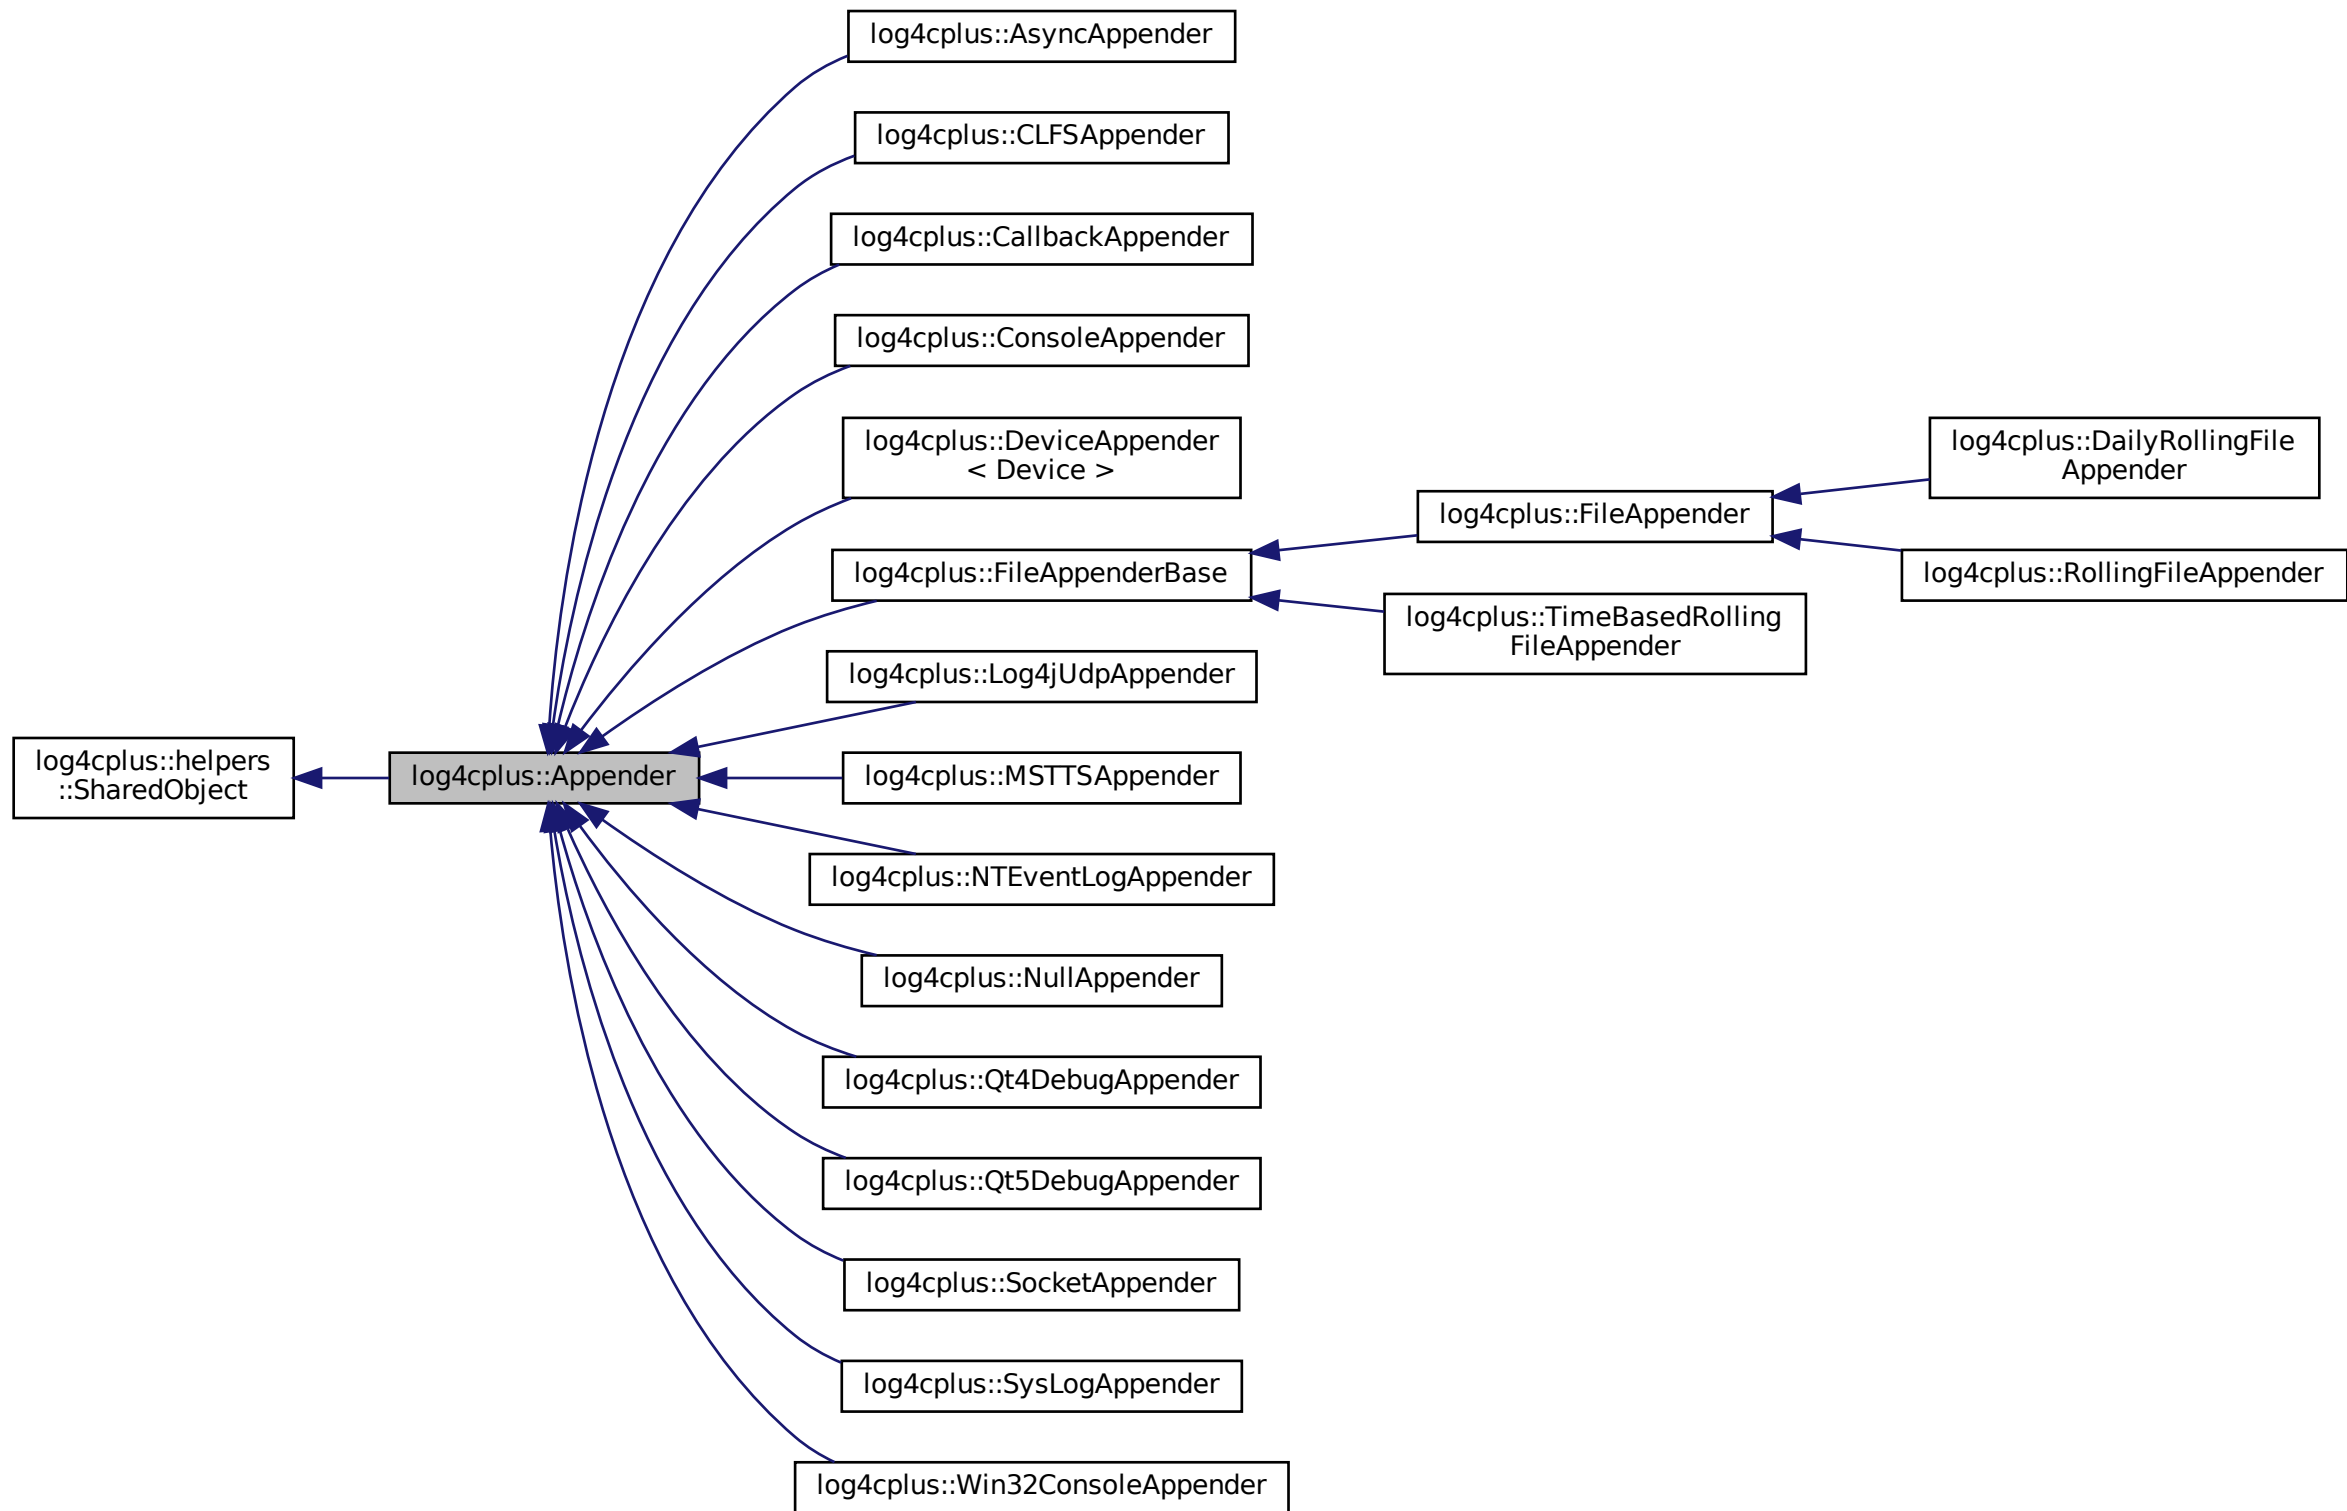 log4cplus::AsyncAppender
log4cplus::CLFSAppender
log4cplus::CallbackAppender
log4cplus::ConsoleAppender
log4cplus::DeviceAppender
< Device >
log4cplus::DailyRollingFile
Appender
log4cplus::FileAppender
log4cplus::FileAppenderBase
log4cplus::RollingFileAppender
log4cplus::TimeBasedRolling
FileAppender
log4cplus::Log4jUdpAppender
log4cplus::helpers
::SharedObject
log4cplus::Appender
log4cplus::MSTTSAppender
log4cplus::NTEventLogAppender
log4cplus::NullAppender
log4cplus::Qt4DebugAppender
log4cplus::Qt5DebugAppender
log4cplus::SocketAppender
log4cplus::SysLogAppender
log4cplus::Win32ConsoleAppender